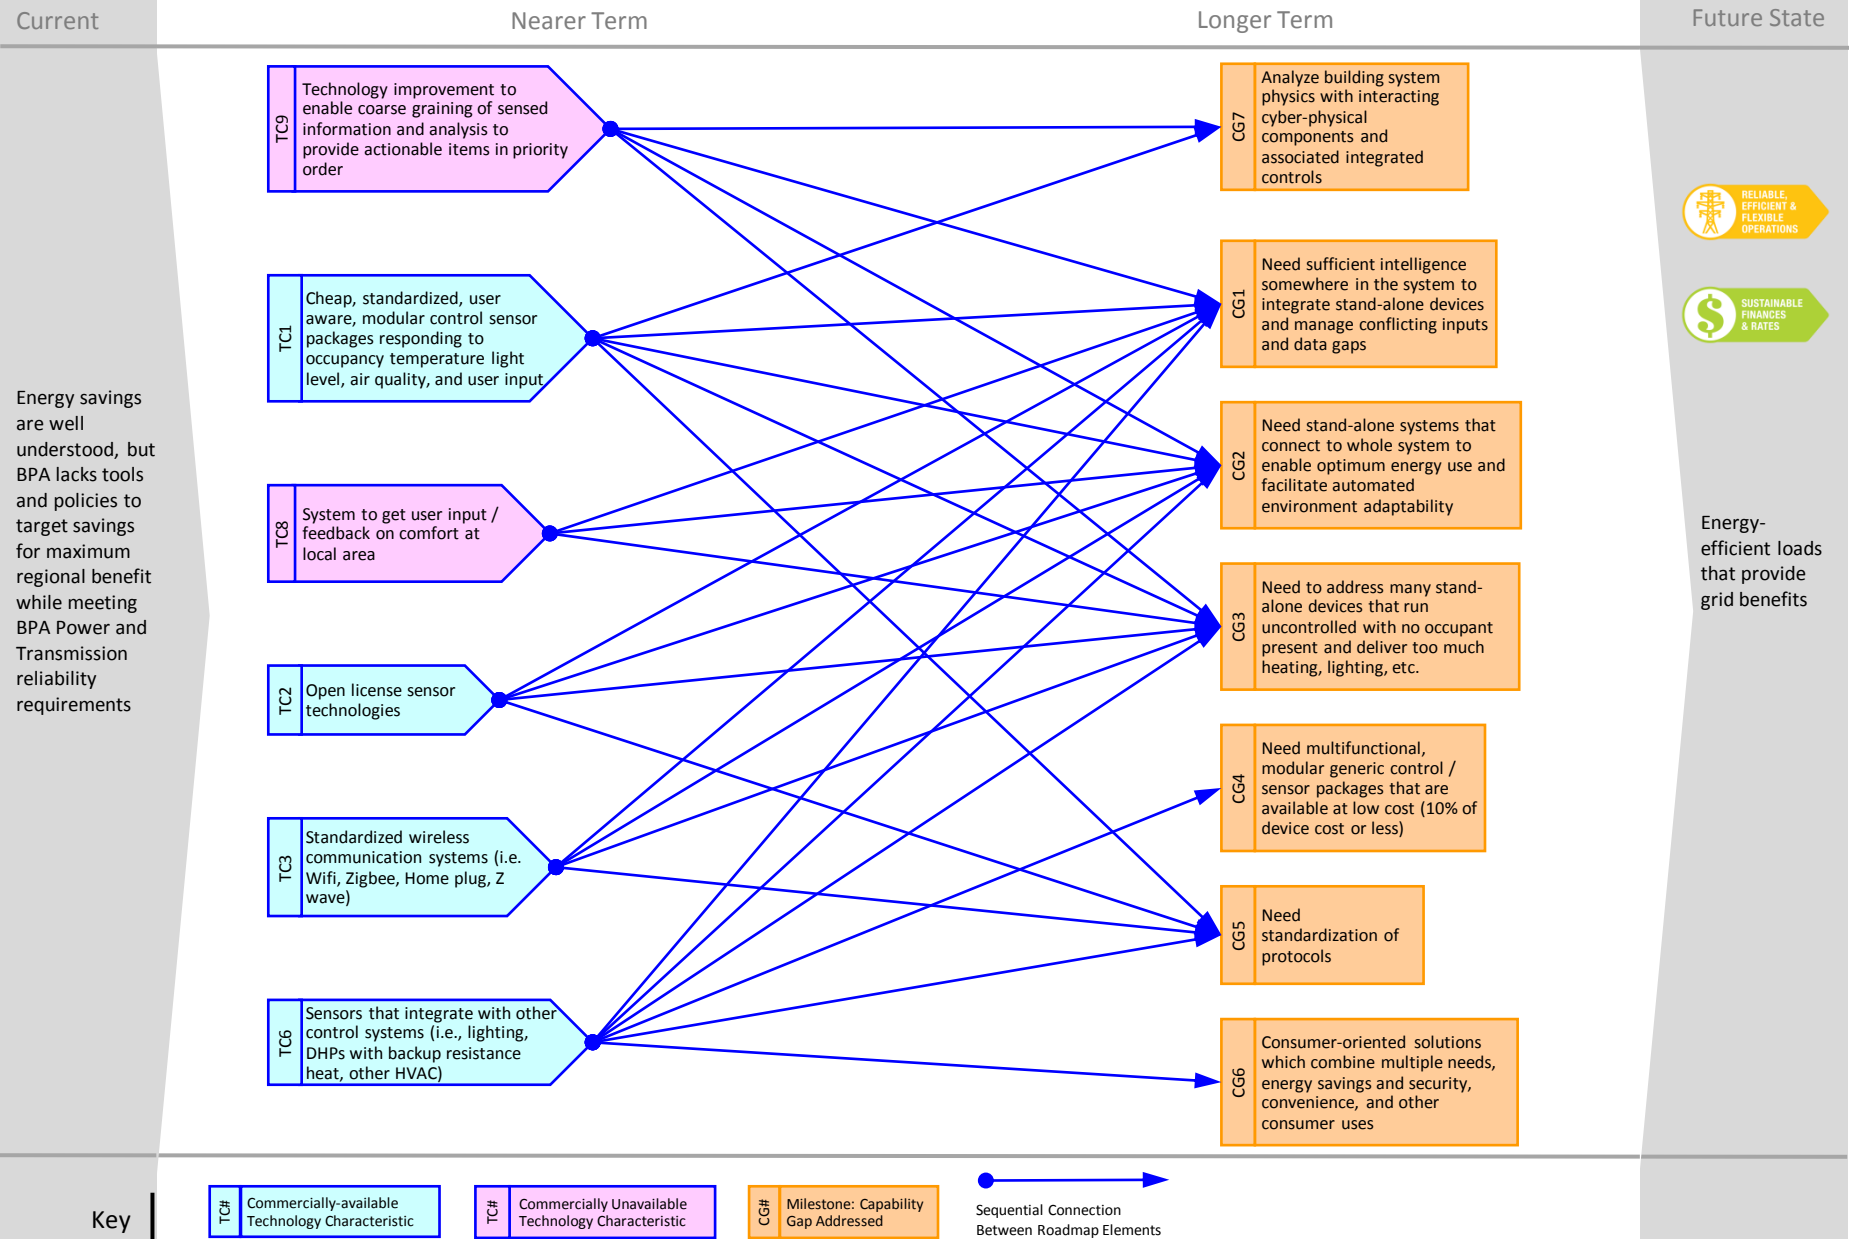 Current
Nearer Term
Longer Term
Future State
Energy savings
are well
understood, but
BPA lacks tools
and policies to
target savings
for maximum
regional benefit
while meeting
BPA Power and
Transmission
reliability
requirements
TC9
Technology improvement to
enable coarse graining of sensed
information and analysis to
provide actionable items in priority
order
TC1
Cheap, standardized, user
aware, modular control sensor
packages responding to
occupancy temperature light
level, air quality, and user input
TC8
System to get user input /
feedback on comfort at
local area
TC2
Open license sensor
technologies
TC3
Standardized wireless
communication systems (i.e.
Wifi, Zigbee, Home plug, Z
wave)
TC6
Sensors that integrate with other
control systems (i.e., lighting,
DHPs with backup resistance
heat, other HVAC)
CG7
Analyze building system
physics with interacting
cyber-physical
components and
associated integrated
controls
CG1
Need sufficient intelligence
somewhere in the system to
integrate stand-alone devices
and manage conflicting inputs
and data gaps
CG2
Need stand-alone systems that
connect to whole system to
enable optimum energy use and
facilitate automated
environment adaptability
CG3
Need to address many stand-
alone devices that run
uncontrolled with no occupant
present and deliver too much
heating, lighting, etc.
CG4
Need multifunctional,
modular generic control /
sensor packages that are
available at low cost (10% of
device cost or less)
CG5
Need
standardization of
protocols
CG6
Consumer-oriented solutions
which combine multiple needs,
energy savings and security,
convenience, and other
consumer uses
RELIABLE,
EFFICIENT &
FLEXIBLE
OPERATIONS
$
SUSTAINABLE
FINANCES
& RATES
Energy-
efficient loads
that provide
grid benefits
Key
TC#
Commercially-available
Technology Characteristic
TC#
Commercially Unavailable
Technology Characteristic
CG#
Milestone: Capability
Gap Addressed
Sequential Connection
Between Roadmap Elements